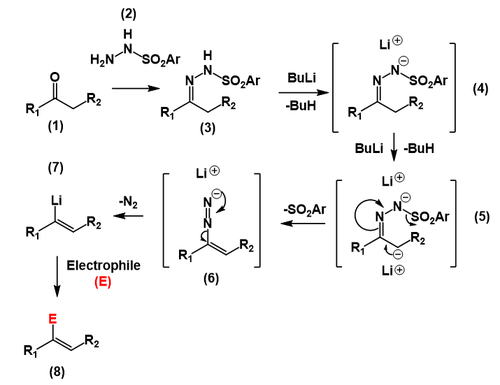 (2)
H
H₂N N SO₂Ar
O
R₁ R₂
(1)
H
N N SO₂Ar
R₁ R₂
(3)
BuLi
-BuH
Li⊕
N N⊖ SO₂Ar
R₁ R₂
(4)
BuLi -BuH
Li⊕
N N⊖ SO₂Ar
R₁ R₂
⊖
Li⊕
(5)
-SO₂Ar
Li⊕
N⊖
N
R₁ R₂
(6)
-N₂
(7)
Li
R₁ R₂
Electrophile
(E)
E
R₁ R₂
(8)